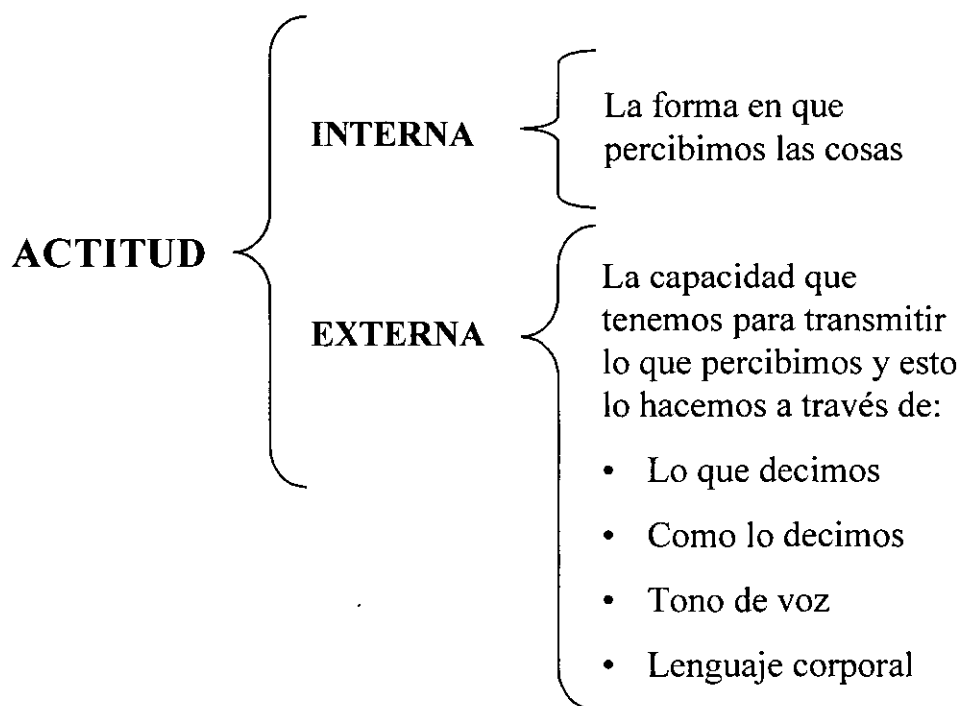 ACTITUD
INTERNA
La forma en que
percibimos las cosas
EXTERNA
La capacidad que
tenemos para transmitir
lo que percibimos y esto
lo hacemos a través de:
• Lo que decimos
• Como lo decimos
• Tono de voz
• Lenguaje corporal